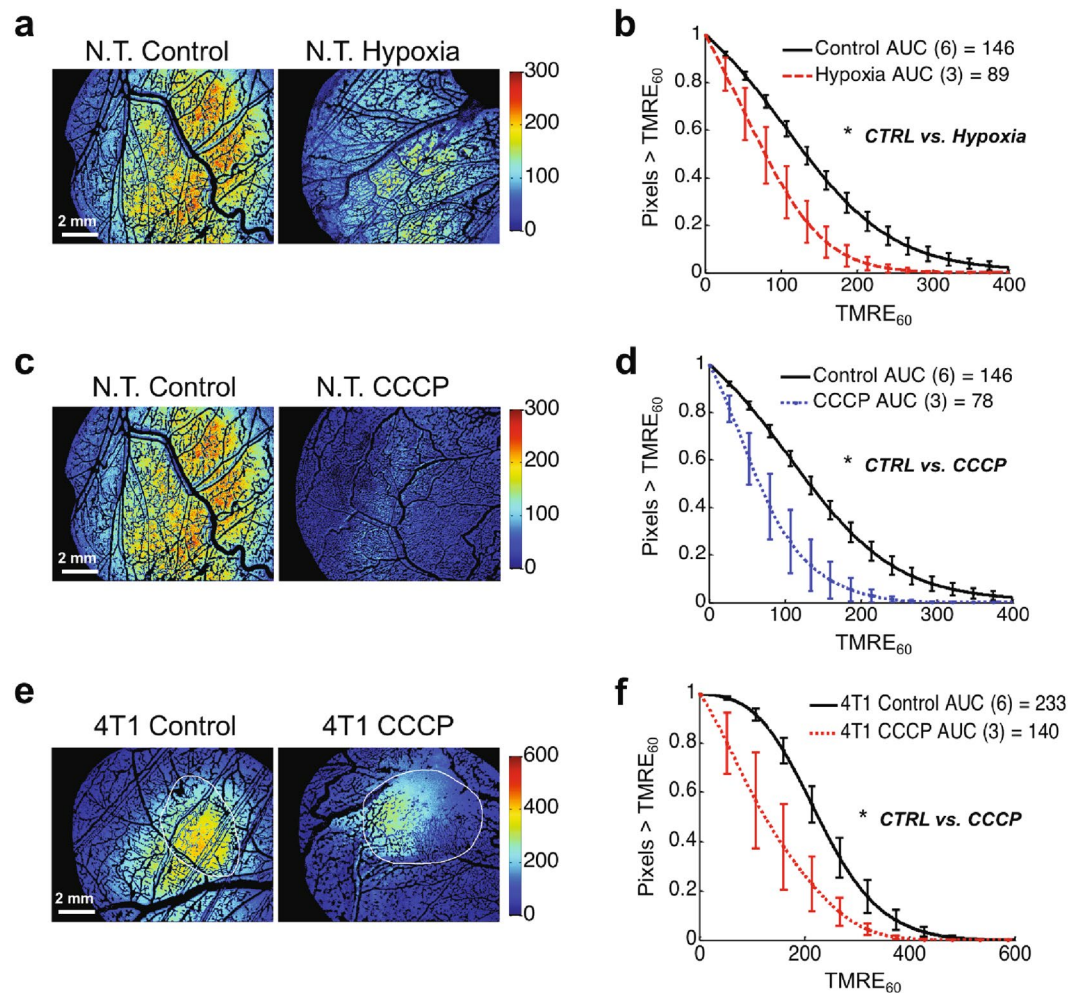 a
N.T. Control
N.T. Hypoxia
300
200
100
0
2 mm
b
Control AUC (6) = 146
Hypoxia AUC (3) = 89
* CTRL vs. Hypoxia
Pixels > TMRE60
1
0.8
0.6
0.4
0.2
0
0 100 200 300 400
TMRE60
c
N.T. Control
N.T. CCCP
300
200
100
0
2 mm
d
Control AUC (6) = 146
CCCP AUC (3) = 78
* CTRL vs. CCCP
Pixels > TMRE60
1
0.8
0.6
0.4
0.2
0
0 100 200 300 400
TMRE60
e
4T1 Control
4T1 CCCP
600
400
200
0
2 mm
f
4T1 Control AUC (6) = 233
4T1 CCCP AUC (3) = 140
* CTRL vs. CCCP
Pixels > TMRE60
1
0.8
0.6
0.4
0.2
0
0 200 400 600
TMRE60